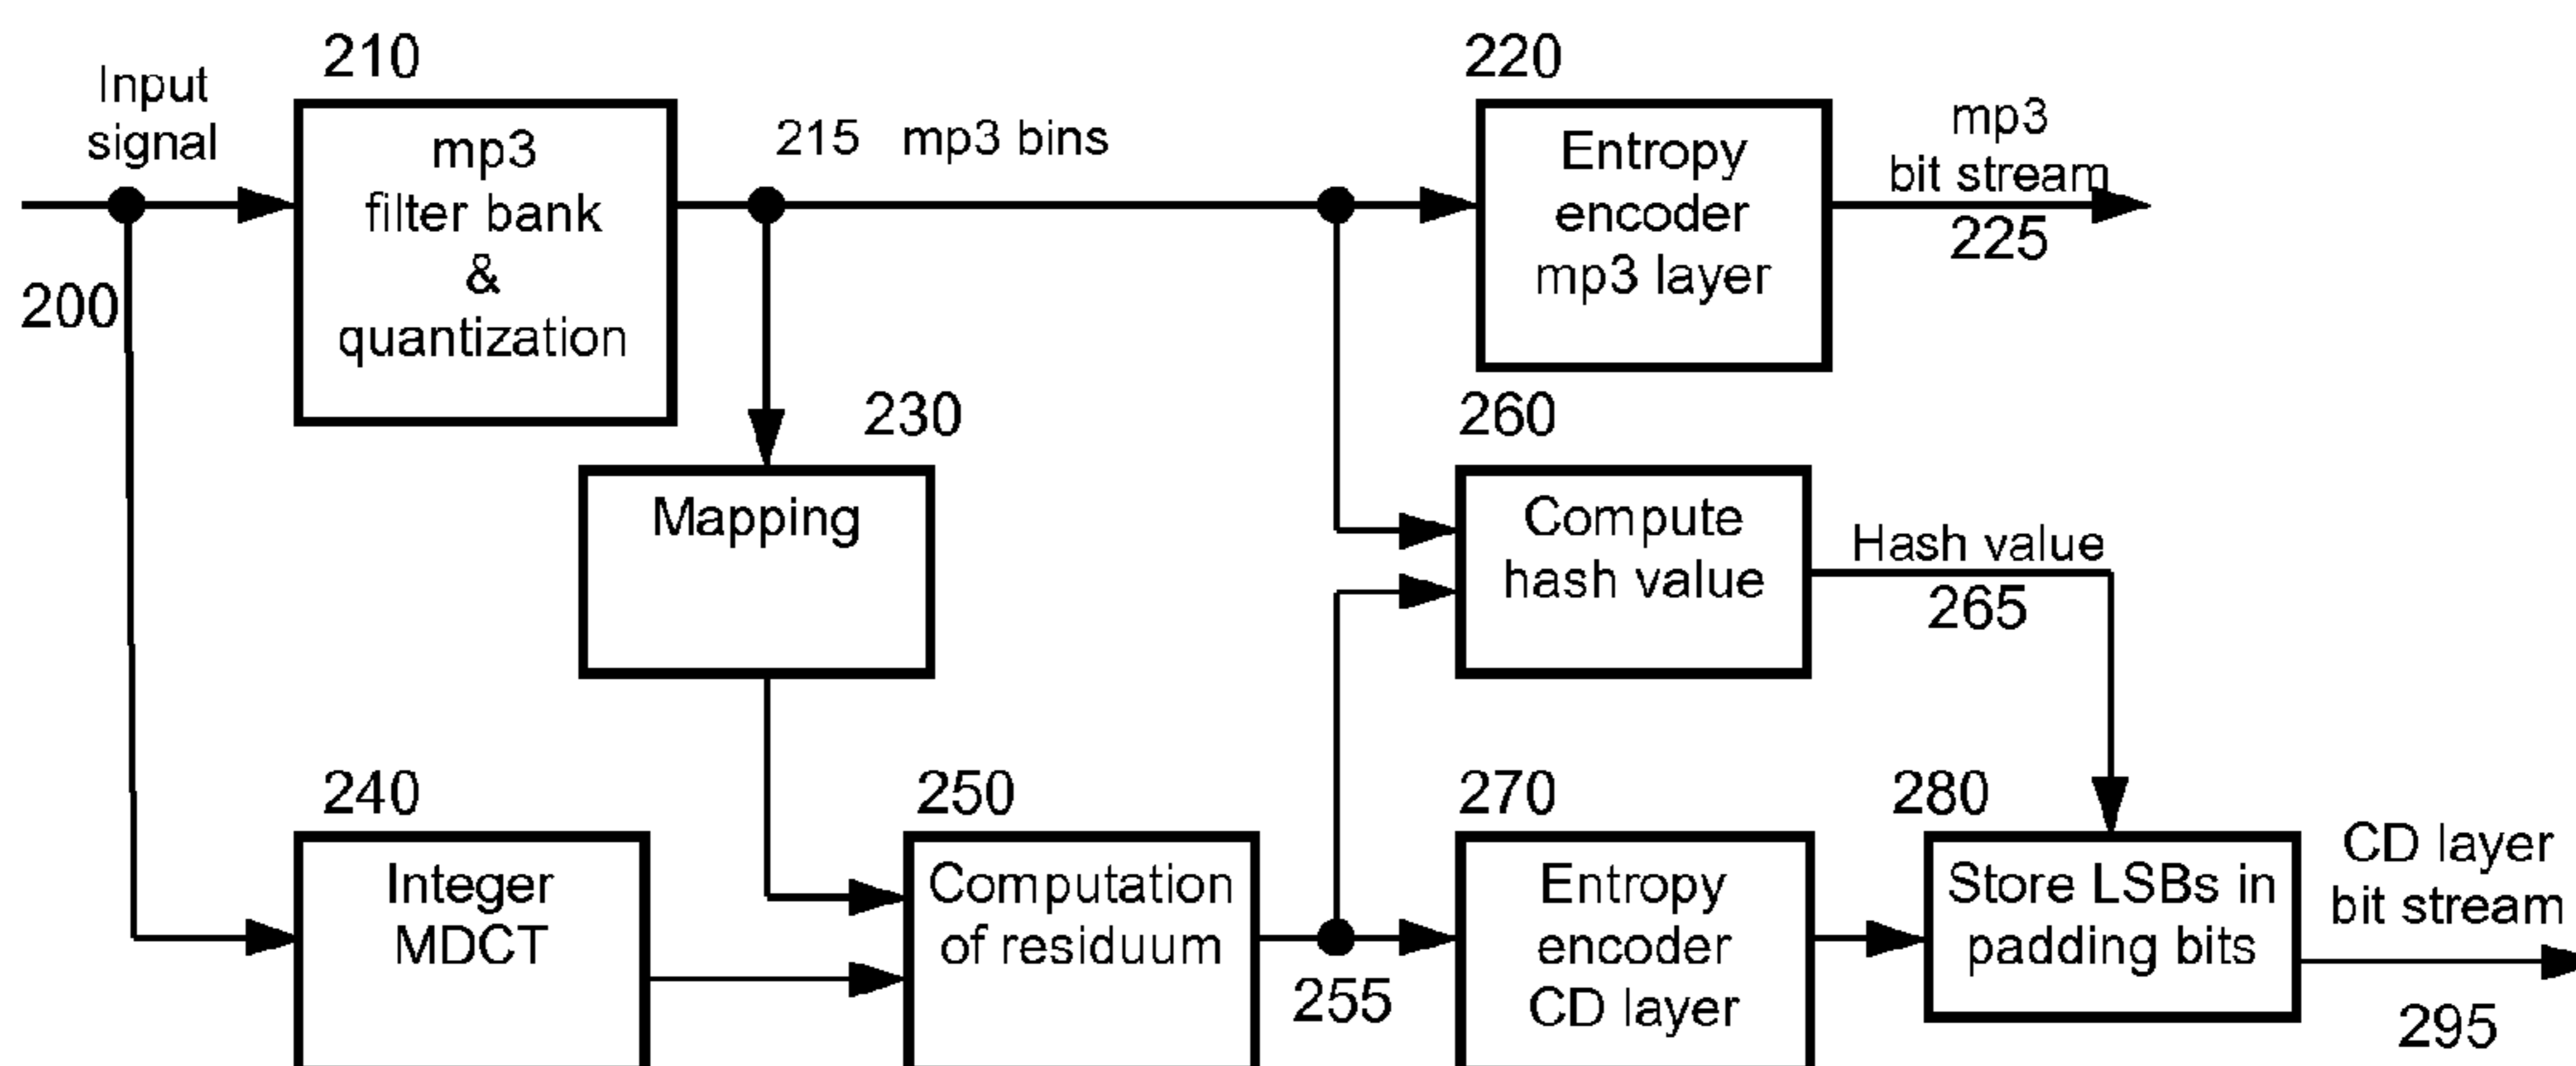 210
220
Input
signal
mp3
filter bank
&
quantization
215 mp3 bins
Entropy
encoder
mp3 layer
mp3
bit stream
225
200
230
260
Mapping
Compute
hash value
Hash value
265
240
250
270
280
Integer
MDCT
Computation
of residuum
255
Entropy
encoder
CD layer
Store LSBs in
padding bits
CD layer
bit stream
295